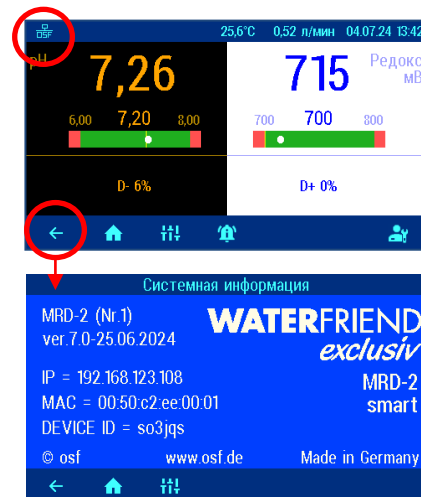 OSF 25,6°C 0,52 л/мин 04.07.24 13:42
pH 7,26 715 Редокс
мВ
6,00 7,20 8,00 700 700 800
D- 6% D+ 0%
Системная информация
MRD-2 (Nr.1) WATERFRIEND
ver.7.0-25.06.2024 exclusiv
IP = 192.168.123.108 MRD-2
MAC = 00:50:c2:ee:00:01 smart
DEVICE ID = so3jqs
© osf www.osf.de Made in Germany